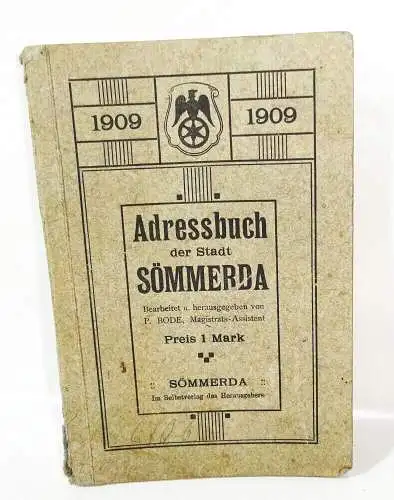 1909 1909
Adressbuch
der Stadt
SÖMMERDA
Bearbeitet u. herausgegeben von
P. BODE, Magistrats-Assistent
Preis 1 Mark
:: SÖMMERDA ::
Im Selbstverlag des Herausgebers